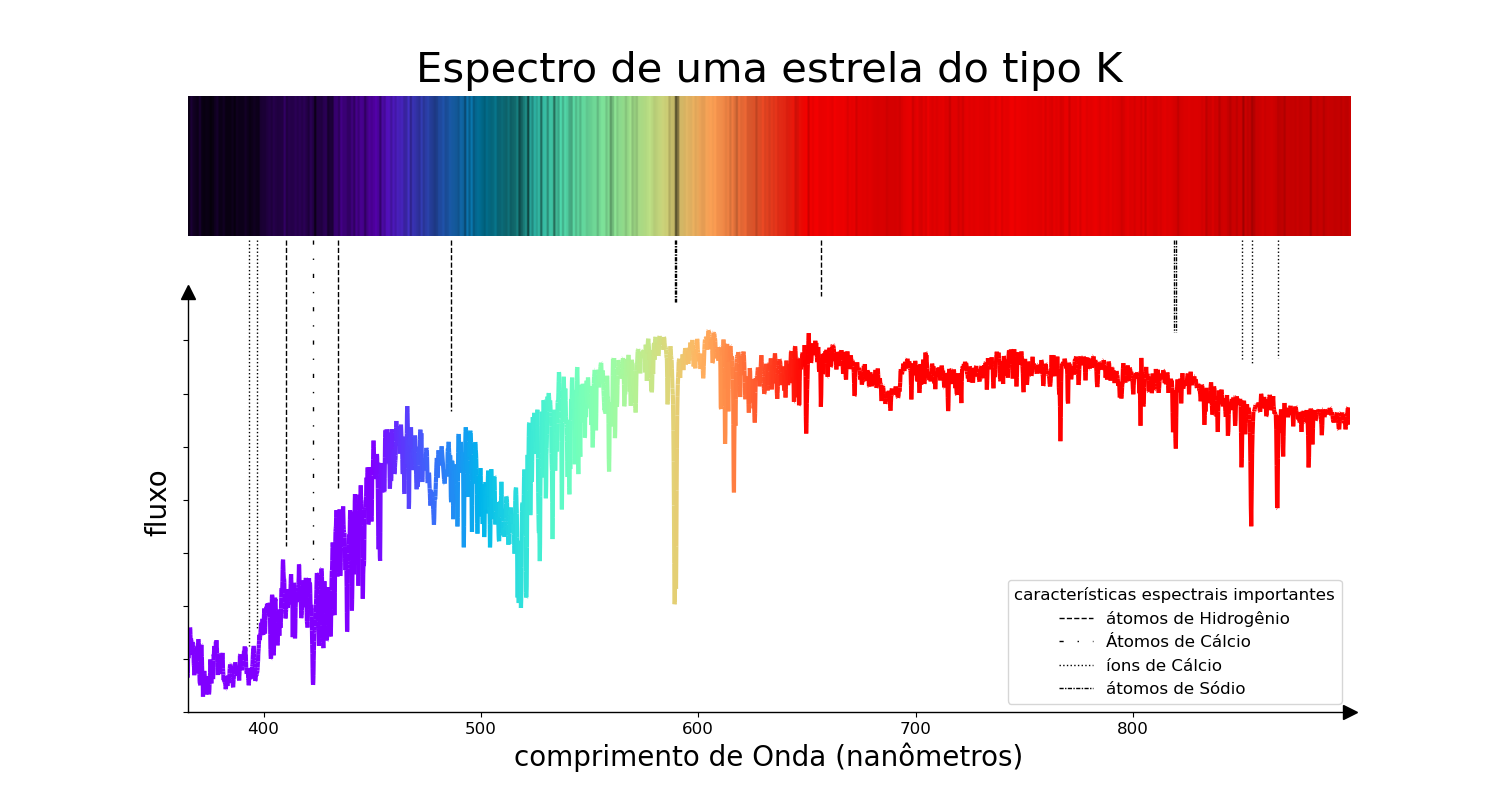 Espectro de uma estrela do tipo K
fluxo
características espectrais importantes
átomos de Hidrogênio
Átomos de Cálcio
íons de Cálcio
átomos de Sódio
400 500 600 700 800
comprimento de Onda (nanômetros)